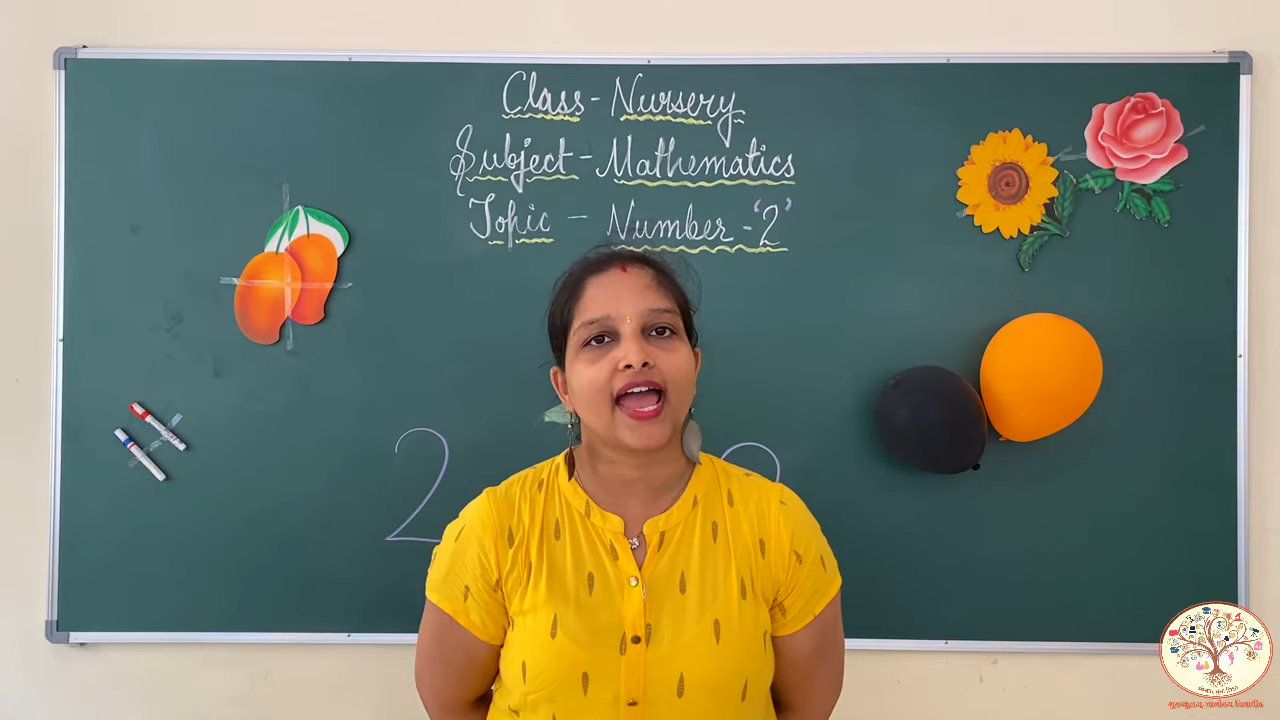 Class - Nursery
Subject - Mathematics
Topic - Number - '2'
2